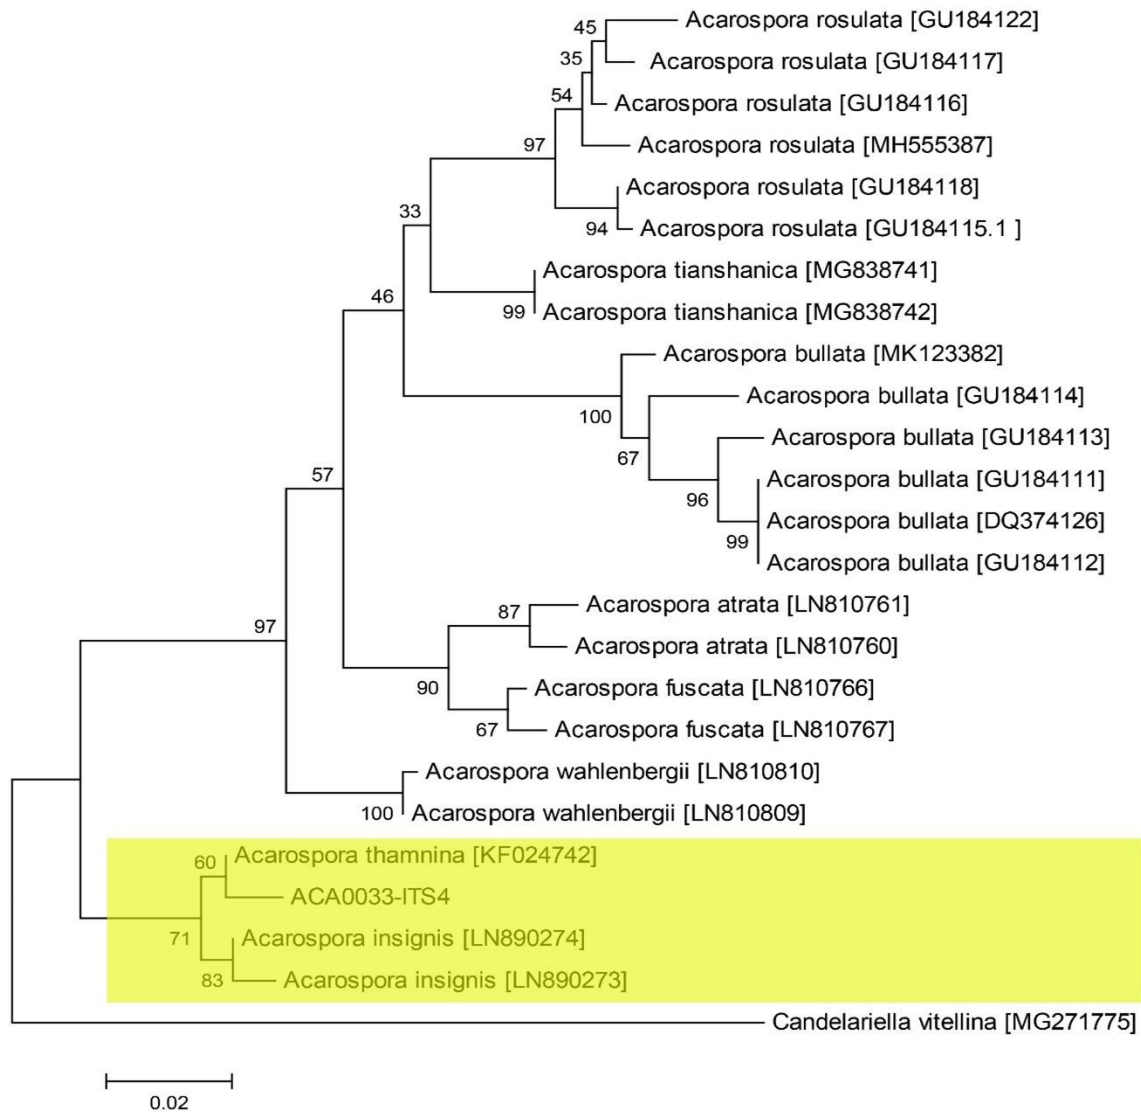 Acarospora rosulata [GU184122]
45
Acarospora rosulata [GU184117]
35
Acarospora rosulata [GU184116]
54
Acarospora rosulata [MH555387]
97
Acarospora rosulata [GU184118]
94
Acarospora rosulata [GU184115.1 ]
33
Acarospora tianshanica [MG838741]
99
Acarospora tianshanica [MG838742]
46
Acarospora bullata [MK123382]
100
Acarospora bullata [GU184114]
67
Acarospora bullata [GU184113]
57
Acarospora bullata [GU184111]
96
Acarospora bullata [DQ374126]
99
Acarospora bullata [GU184112]
87
Acarospora atrata [LN810761]
Acarospora atrata [LN810760]
97
90
Acarospora fuscata [LN810766]
67
Acarospora fuscata [LN810767]
Acarospora wahlenbergii [LN810810]
100
Acarospora wahlenbergii [LN810809]
60
Acarospora thamnina [KF024742]
ACA0033-ITS4
71
Acarospora insignis [LN890274]
83
Acarospora insignis [LN890273]
Candelariella vitellina [MG271775]
0.02